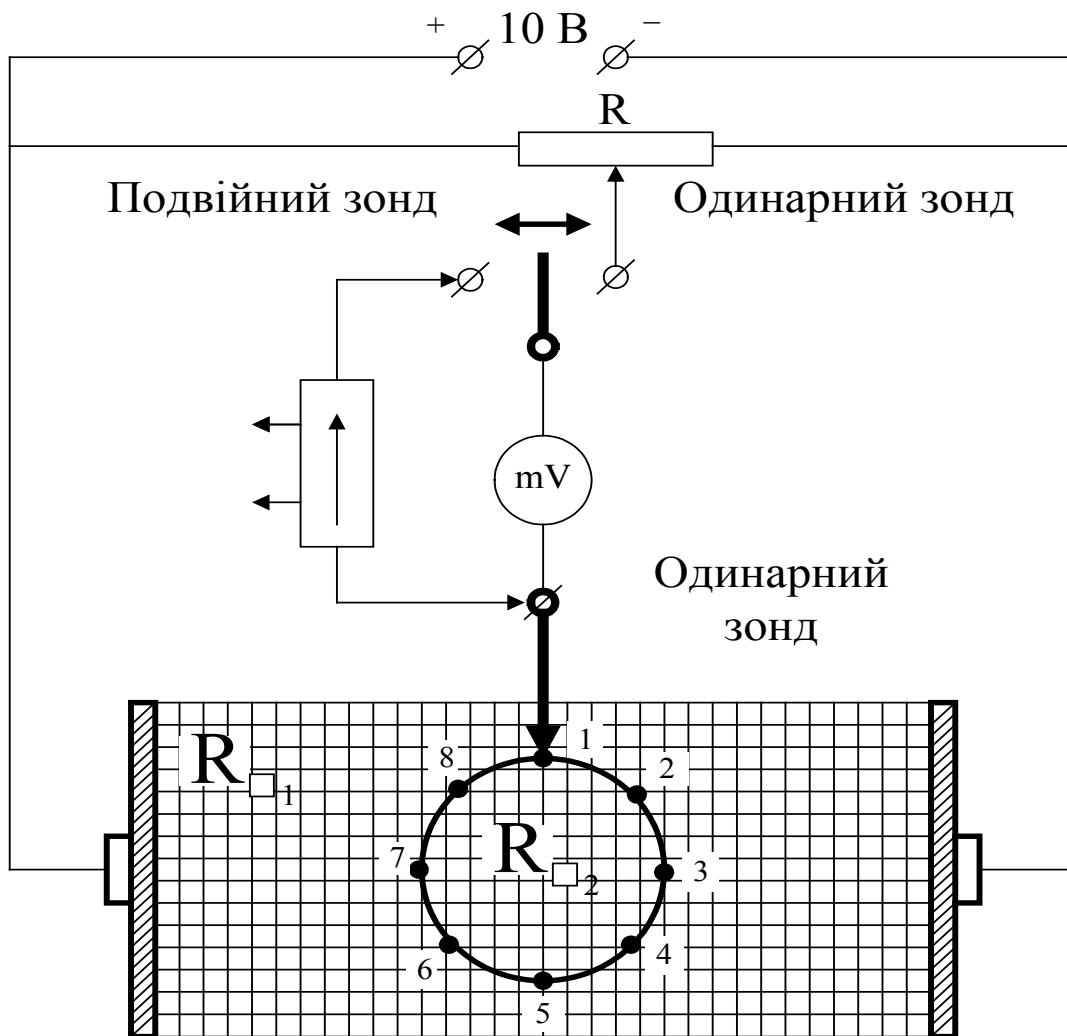 + 10 В −
R
Подвійний зонд
Одинарний зонд
mV
Одинарний
зонд
1
8
2
R□1
R□2
7
3
6
4
5